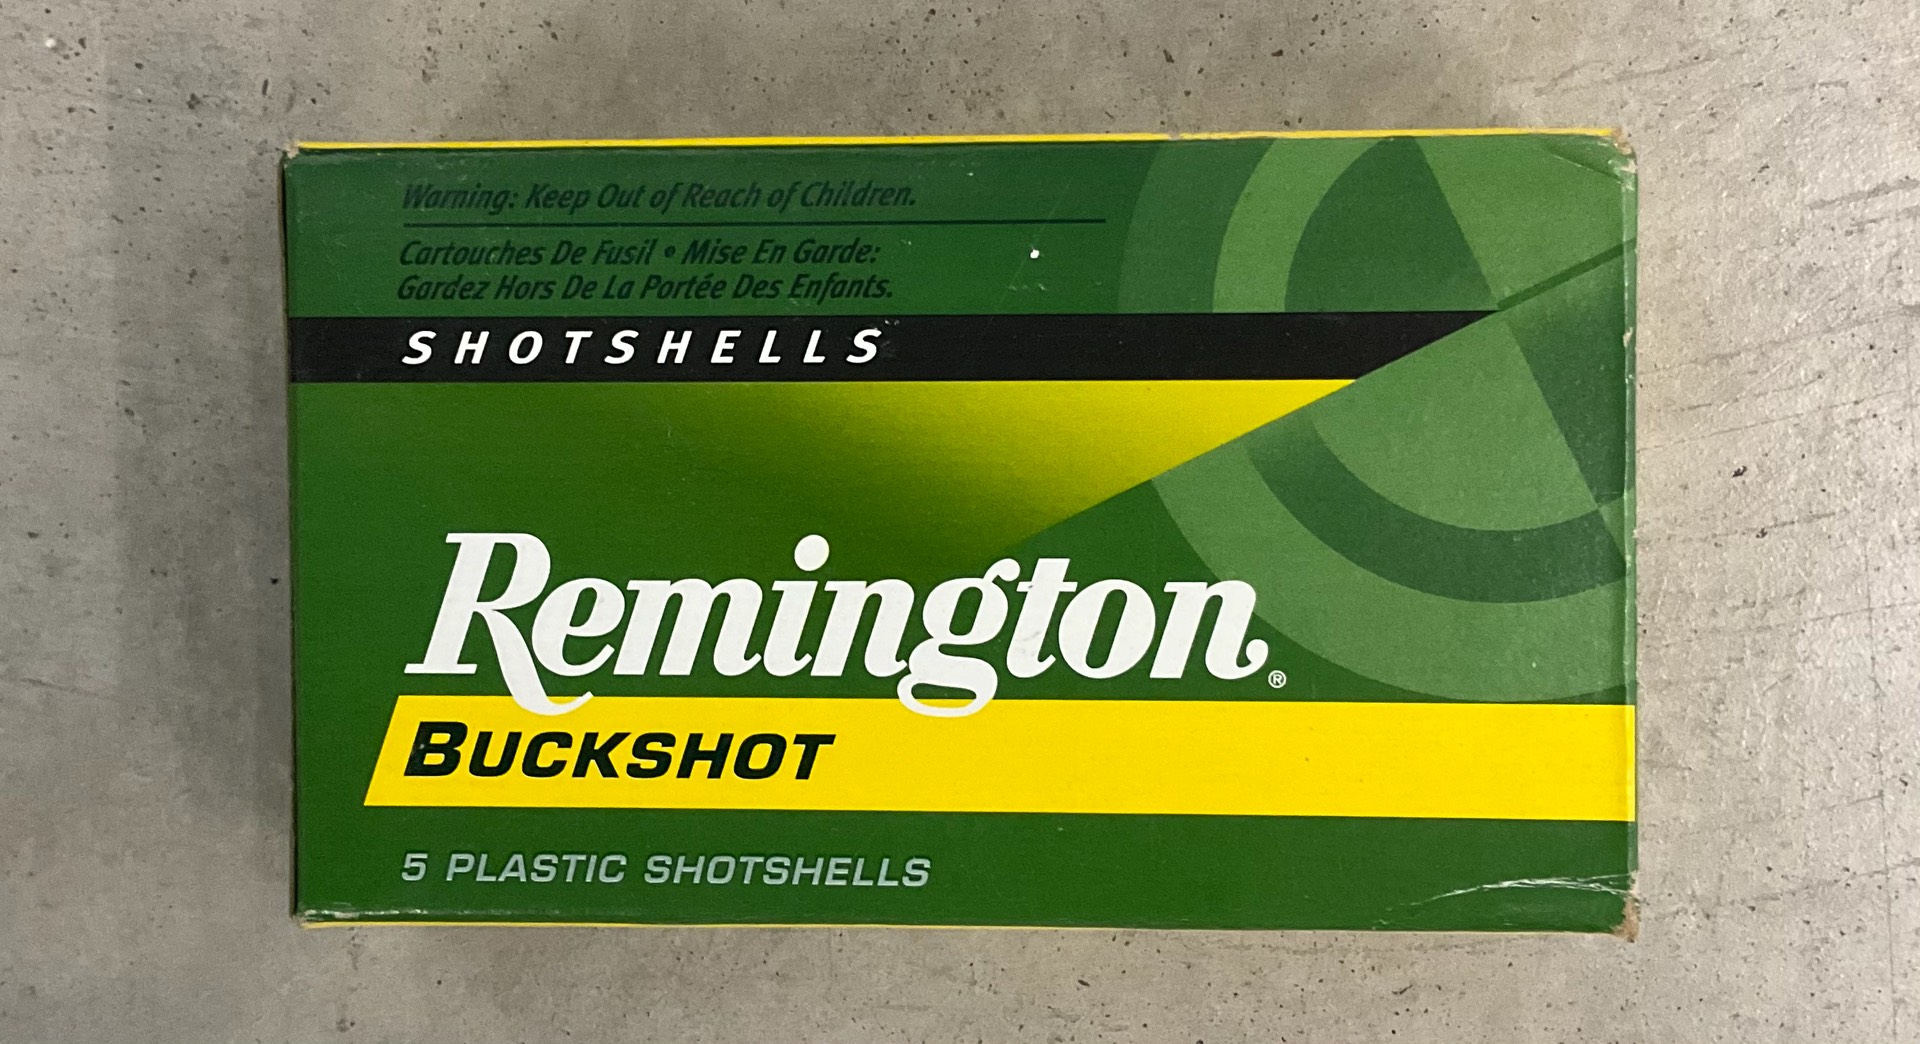 Warning: Keep Out of Reach of Children.
Cartouches De Fusil • Mise En Garde:
Gardez Hors De La Portée Des Enfants.
SHOTSHELLS
Remington®
BUCKSHOT
5 PLASTIC SHOTSHELLS